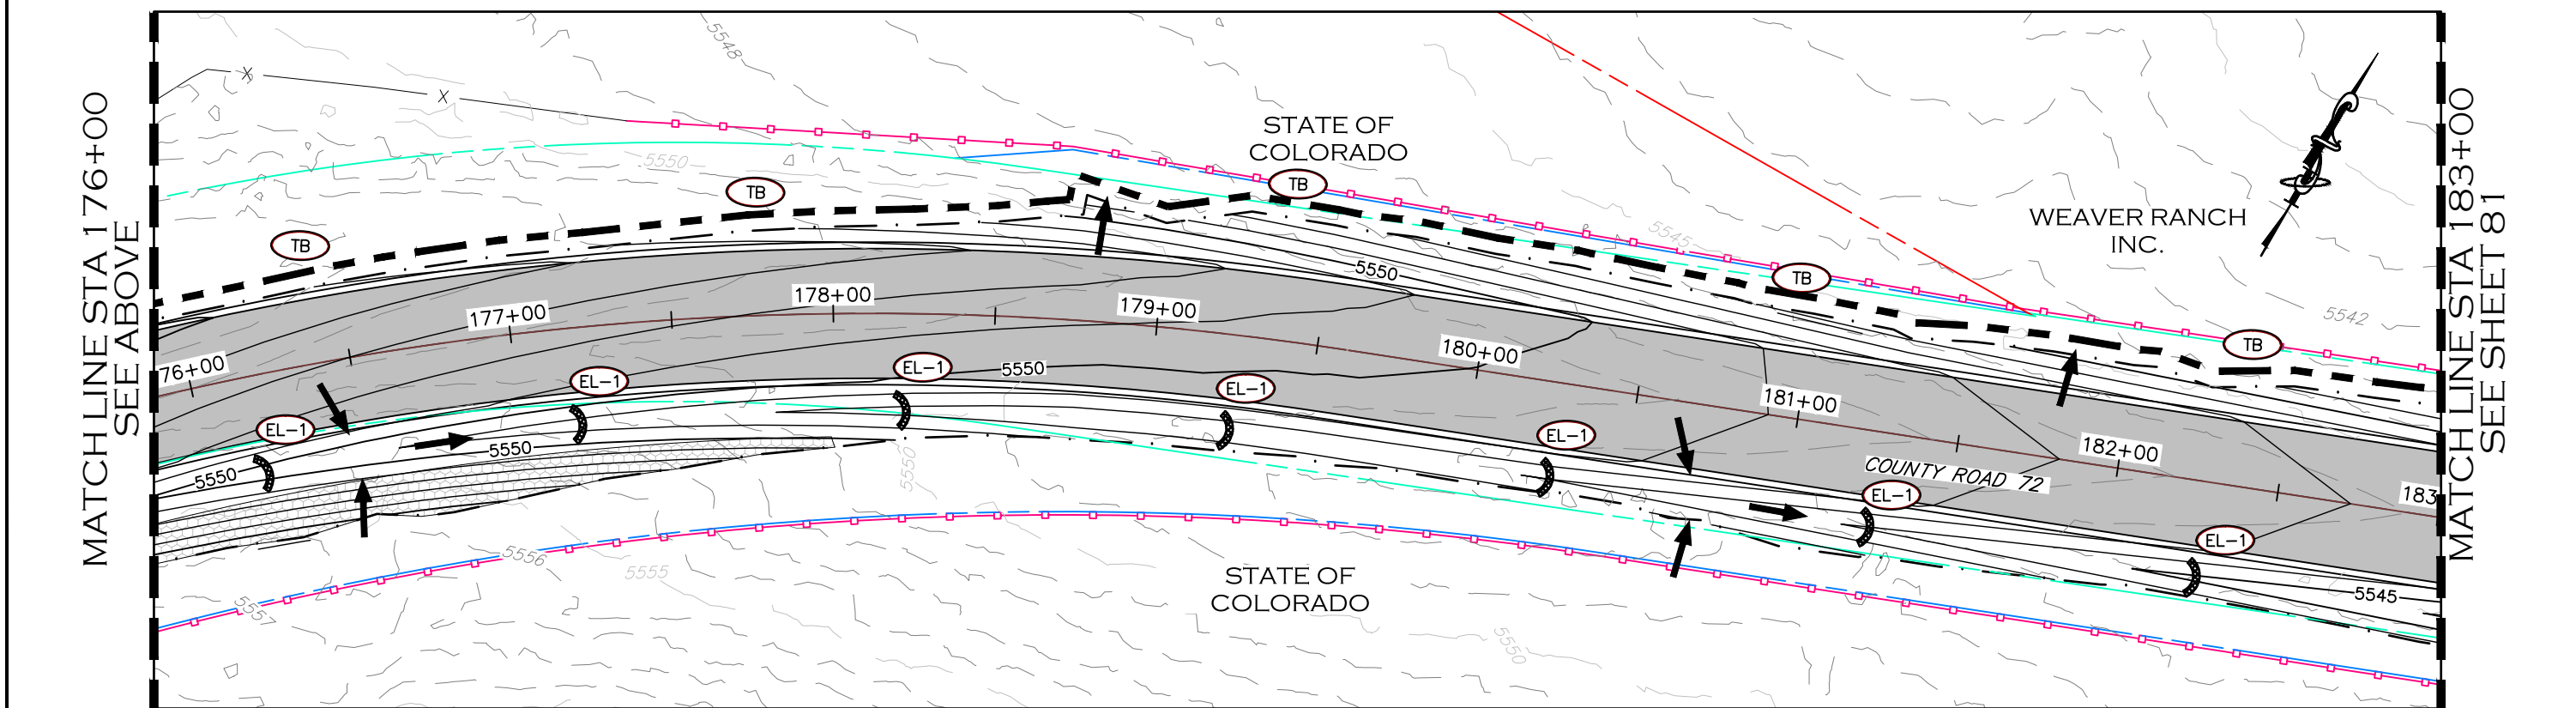 MATCH LINE STA 176+00
SEE ABOVE
5548
X
X
STATE OF
COLORADO
5550
TB
TB
TB
5545
WEAVER RANCH
INC.
TB
5550
5542
TB
76+00
177+00
178+00
179+00
180+00
181+00
182+00
183
COUNTY ROAD 72
5550
EL-1
EL-1
EL-1
EL-1
EL-1
EL-1
EL-1
5550
5550
5550
5545
5556
5555
555
5550
STATE OF
COLORADO
MATCH LINE STA 183+00
SEE SHEET 81